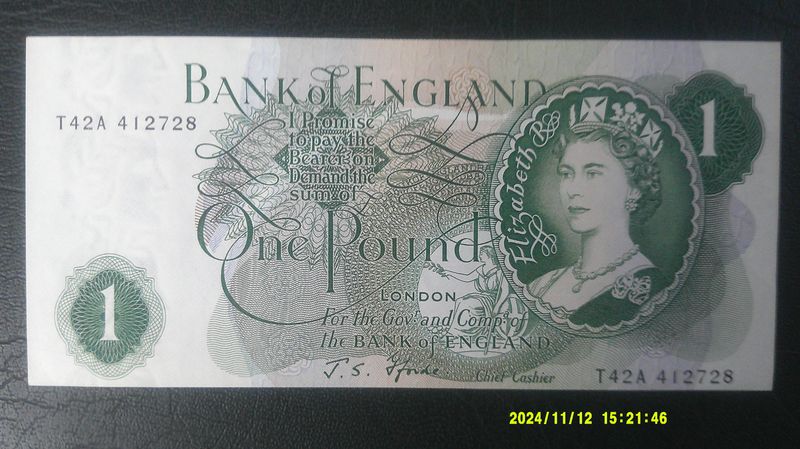 BANK of ENGLAND
T42A 412728
I Promise
to pay the
Bearer on
Demand the
sum of
One Pound
Elizabeth R
1
1
LONDON
For the Govr. and Compa. of
the BANK of ENGLAND
J. S. Fforde
Chief Cashier
T42A 412728
2024/11/12 15:21:46